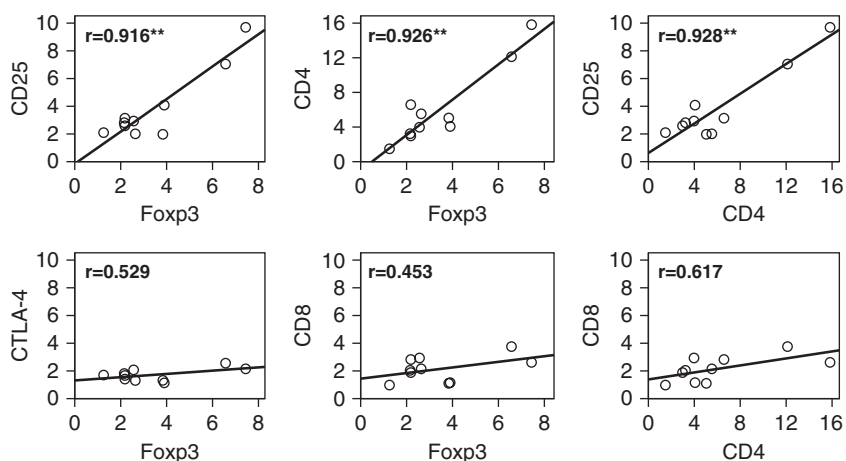 10
8
6
4
2
0
CD25
r=0.916**
0 2 4 6 8
Foxp3
16
12
8
4
0
CD4
r=0.926**
0 2 4 6 8
Foxp3
10
8
6
4
2
0
CD25
r=0.928**
0 4 8 12 16
CD4
10
8
6
4
2
0
CTLA-4
r=0.529
0 2 4 6 8
Foxp3
10
8
6
4
2
0
CD8
r=0.453
0 2 4 6 8
Foxp3
10
8
6
4
2
0
CD8
r=0.617
0 4 8 12 16
CD4